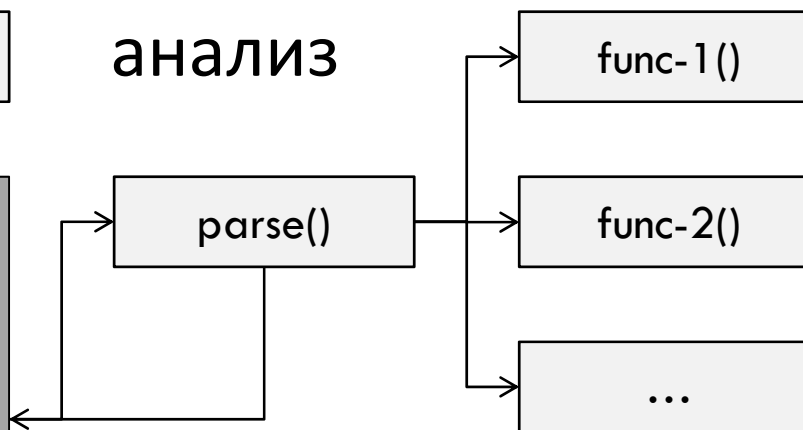 анализ
func-1()
parse()
func-2()
...